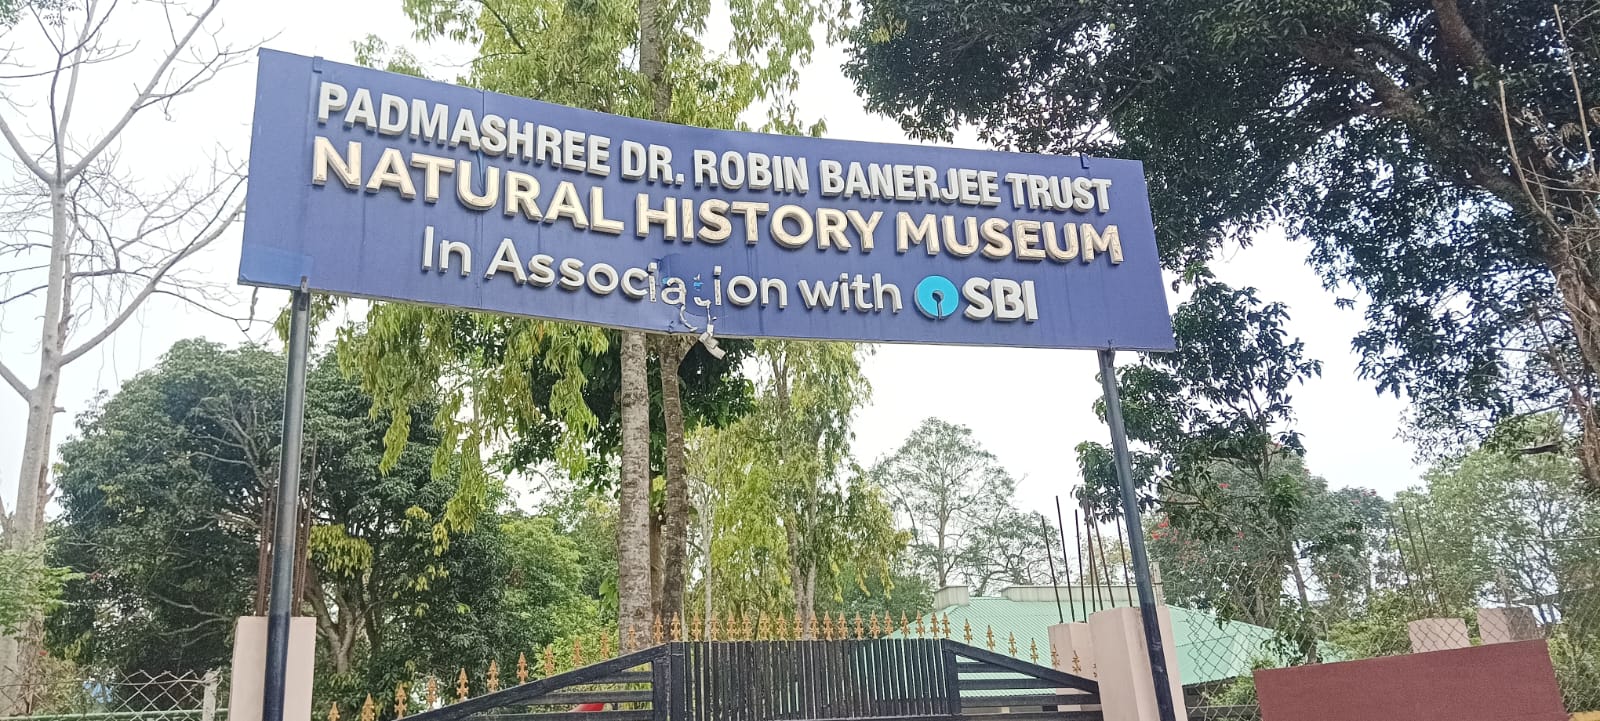 PADMASHREE DR. ROBIN BANERJEE TRUST
NATURAL HISTORY MUSEUM
In Association with SBI